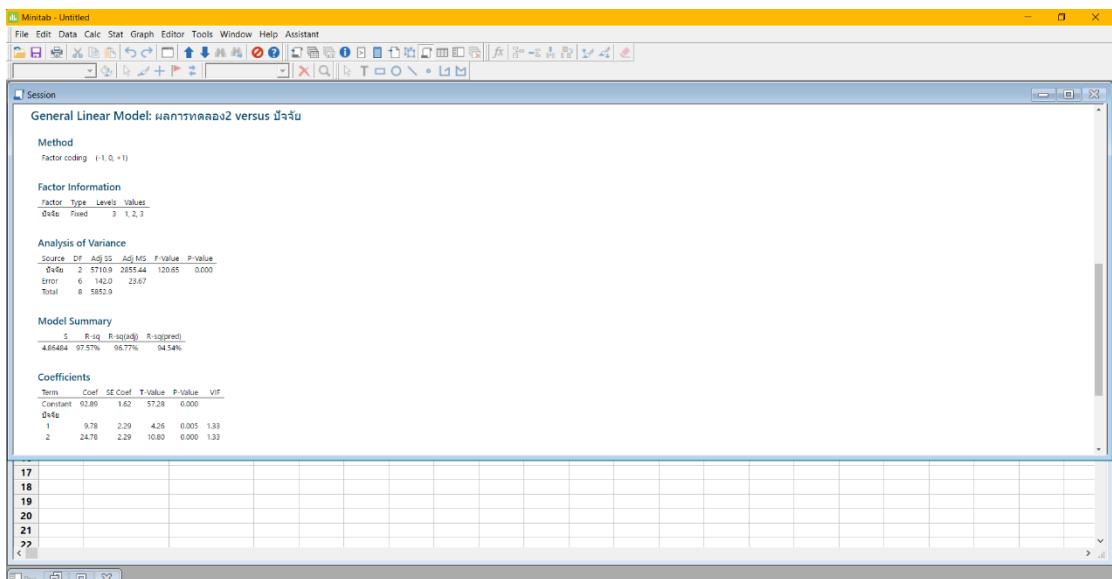 Minitab - Untitled
File Edit Data Calc Stat Graph Editor Tools Window Help Assistant
Session
General Linear Model: ผลการทดลอง2 versus ปัจจัย
Method
Factor coding (-1, 0, +1)
Factor Information
Factor Type Levels Values
ปัจจัย Fixed 3 1, 2, 3
Analysis of Variance
Source DF Adj SS Adj MS F-Value P-Value
ปัจจัย 2 5710.9 2855.44 120.65 0.000
Error 6 142.0 23.67
Total 8 5852.9
Model Summary
S R-sq R-sq(adj) R-sq(pred)
4.86484 97.57% 96.77% 94.54%
Coefficients
Term Coef SE Coef T-Value P-Value VIF
Constant 92.89 1.62 57.28 0.000
ปัจจัย
1 9.78 2.29 4.26 0.005 1.33
2 24.78 2.29 10.80 0.000 1.33
17
18
19
20
21
22